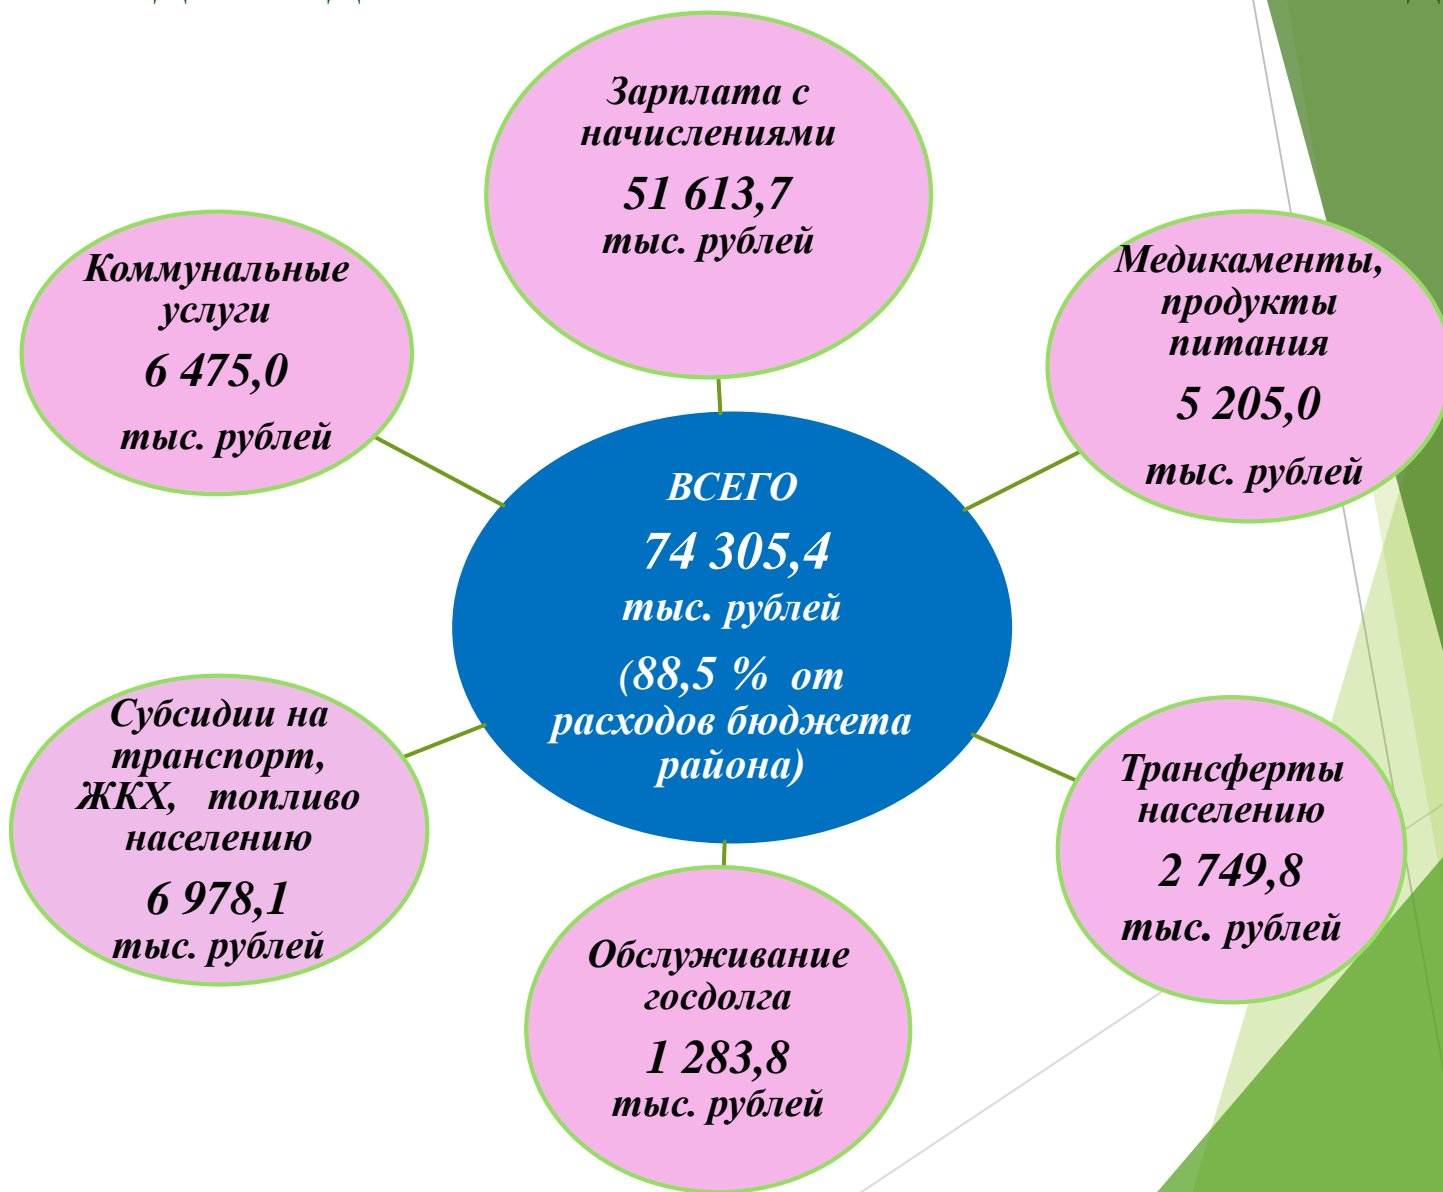 Зарплата с
начислениями
51 613,7
тыс. рублей
Коммунальные
услуги
6 475,0
тыс. рублей
Медикаменты,
продукты
питания
5 205,0
тыс. рублей
ВСЕГО
74 305,4
тыс. рублей
(88,5 % от
расходов бюджета
района)
Субсидии на
транспорт,
ЖКХ, топливо
населению
6 978,1
тыс. рублей
Трансферты
населению
2 749,8
тыс. рублей
Обслуживание
госдолга
1 283,8
тыс. рублей